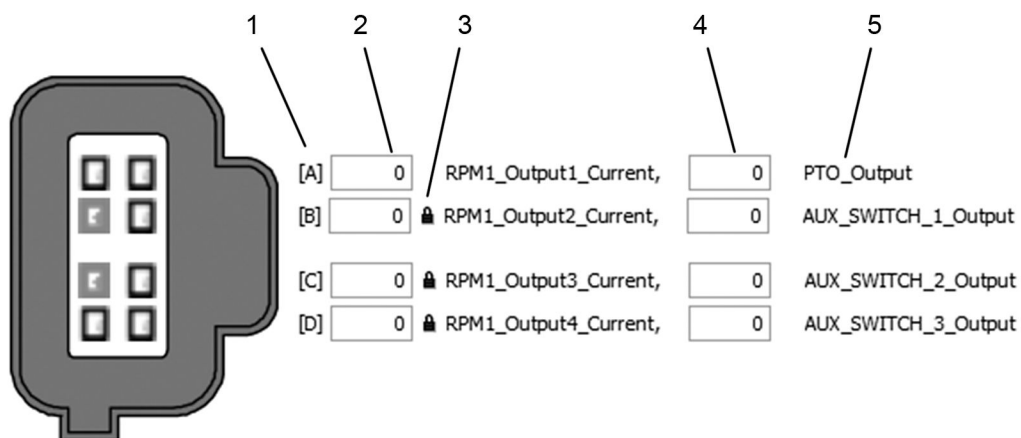 1 2 3 4 5
[A] 0 RPM1_Output1_Current, 0 PTO_Output
[B] 0 RPM1_Output2_Current, 0 AUX_SWITCH_1_Output
[C] 0 RPM1_Output3_Current, 0 AUX_SWITCH_2_Output
[D] 0 RPM1_Output4_Current, 0 AUX_SWITCH_3_Output